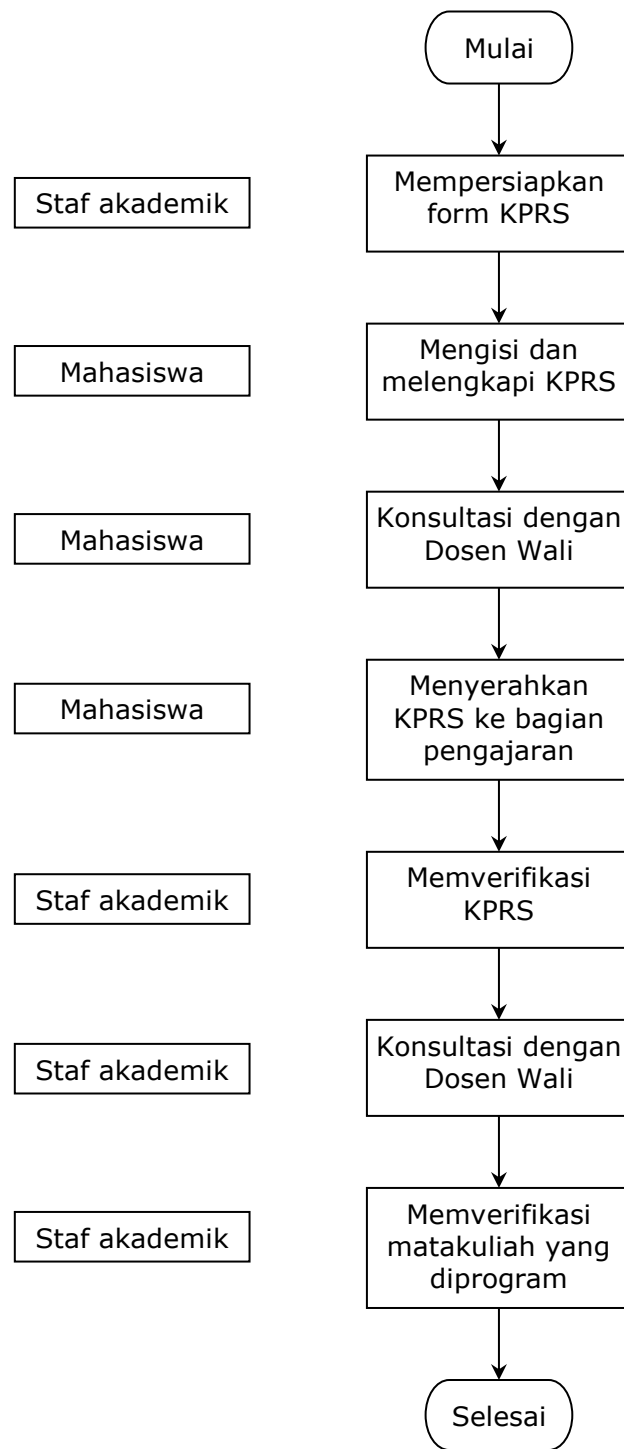 Mulai
Staf akademik
Mempersiapkan
form KPRS
Mahasiswa
Mengisi dan
melengkapi KPRS
Mahasiswa
Konsultasi dengan
Dosen Wali
Mahasiswa
Menyerahkan
KPRS ke bagian
pengajaran
Staf akademik
Memverifikasi
KPRS
Staf akademik
Konsultasi dengan
Dosen Wali
Staf akademik
Memverifikasi
matakuliah yang
diprogram
Selesai